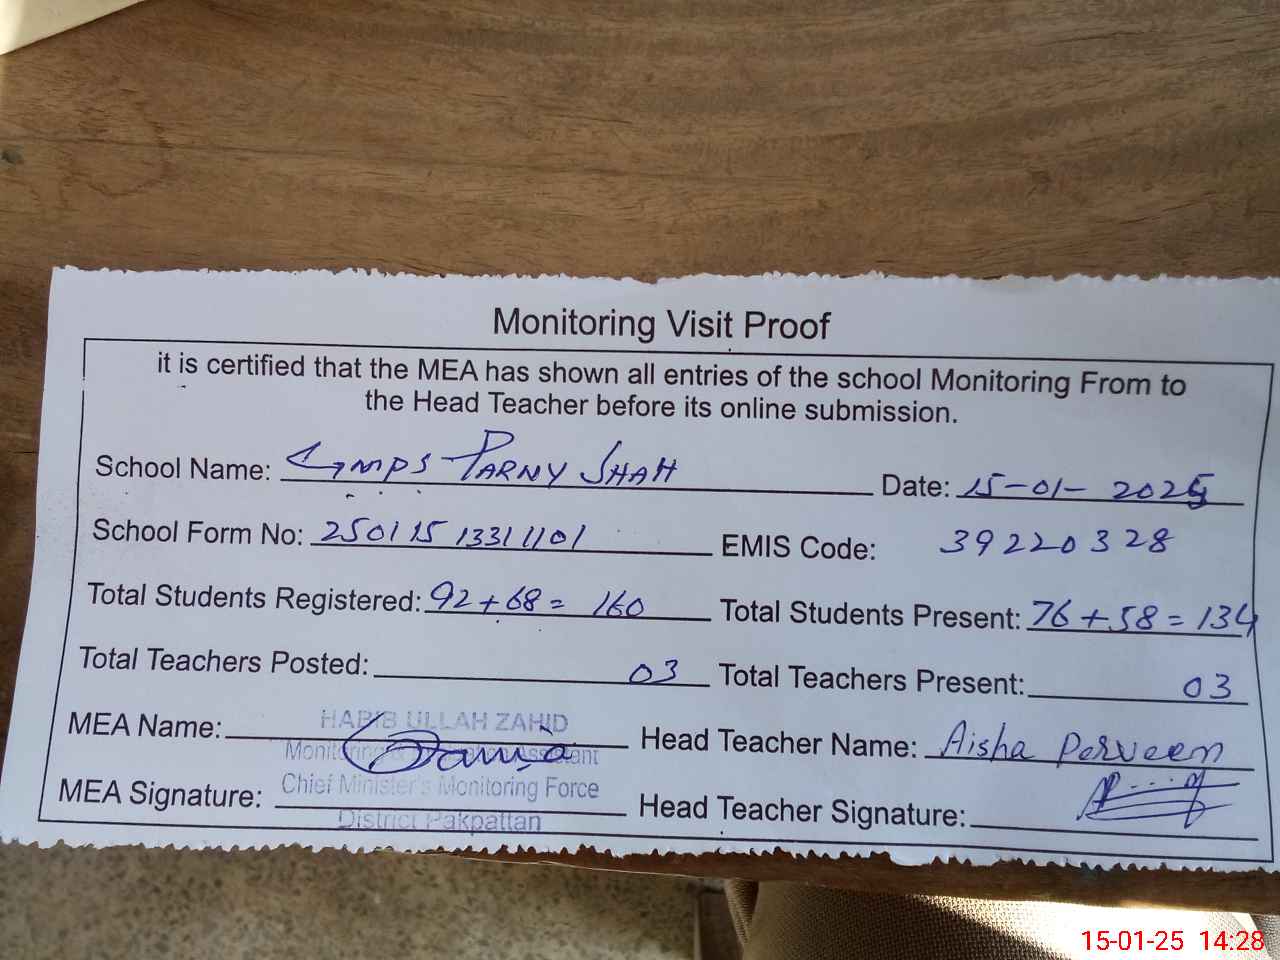 Monitoring Visit Proof
it is certified that the MEA has shown all entries of the school Monitoring From to
the Head Teacher before its online submission.
School Name: GMPS PARNY SHAH Date: 15-01-2025
School Form No: 250115 13311101 EMIS Code: 39220328
Total Students Registered: 92+68= 160 Total Students Present: 76+58=134
Total Teachers Posted: 03 Total Teachers Present: 03
MEA Name: HABIB ULLAH ZAHID Head Teacher Name: Aisha Perveen
Monitoring & Assistant
Chief Minister's Monitoring Force
MEA Signature: Head Teacher Signature:
District Pakpattan
15-01-25 14:28